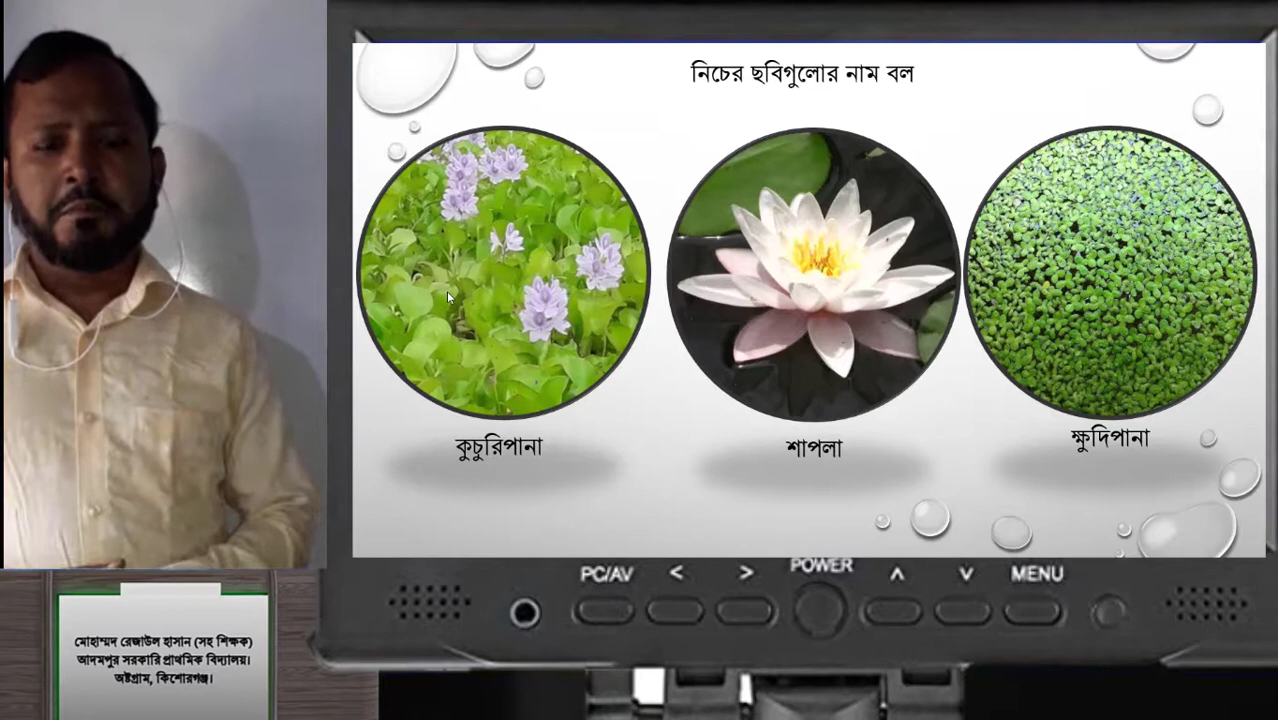 নিচের ছবিগুলোর নাম বল
কুচুরিপানা
শাপলা
ক্ষুদিপানা
PC/AV < > POWER ∧ ∨ MENU
মোহাম্মদ রেজাউল হাসান (সহ শিক্ষক)
আদমপুর সরকারি প্রাথমিক বিদ্যালয়।
অষ্টগ্রাম, কিশোরগঞ্জ।